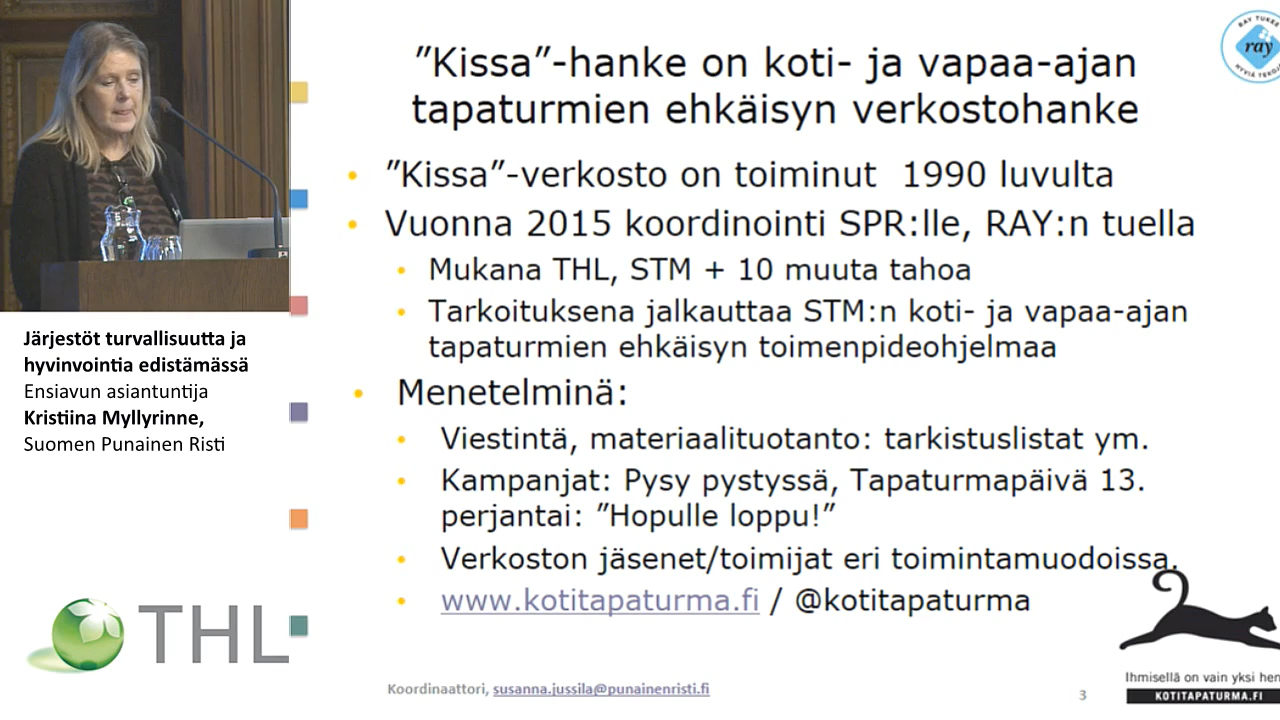 "Kissa"-hanke on koti- ja vapaa-ajan
tapaturmien ehkäisyn verkostohanke
RAY TUKEE
ray
HYVIÄ TEKOJA
• "Kissa"-verkosto on toiminut 1990 luvulta
• Vuonna 2015 koordinointi SPR:lle, RAY:n tuella
• Mukana THL, STM + 10 muuta tahoa
• Tarkoituksena jalkauttaa STM:n koti- ja vapaa-ajan
tapaturmien ehkäisyn toimenpideohjelmaa
• Menetelminä:
• Viestintä, materiaalituotanto: tarkistuslistat ym.
• Kampanjat: Pysy pystyssä, Tapaturmapäivä 13.
perjantai: "Hopulle loppu!"
• Verkoston jäsenet/toimijat eri toimintamuodoissa.
• www.kotitapaturma.fi / @kotitapaturma
Järjestöt turvallisuutta ja
hyvinvointia edistämässä
Ensiavun asiantuntija
Kristiina Myllyrinne,
Suomen Punainen Risti
THL
Koordinaattori, susanna.jussila@punainenristi.fi
3
Ihmisellä on vain yksi hen
KOTITAPATURMA.FI